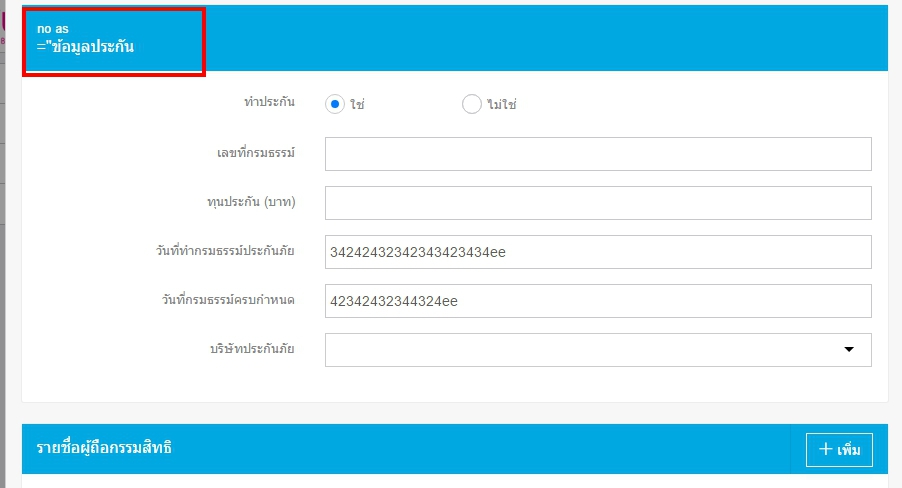 no as
="ข้อมูลประกัน
ทำประกัน
ใช่
ไม่ใช่
เลขที่กรมธรรม์
ทุนประกัน (บาท)
วันที่ทำกรมธรรม์ประกันภัย
34242432342343423434ee
วันที่กรมธรรม์ครบกำหนด
42342432344324ee
บริษัทประกันภัย
รายชื่อผู้ถือกรรมสิทธิ
+ เพิ่ม